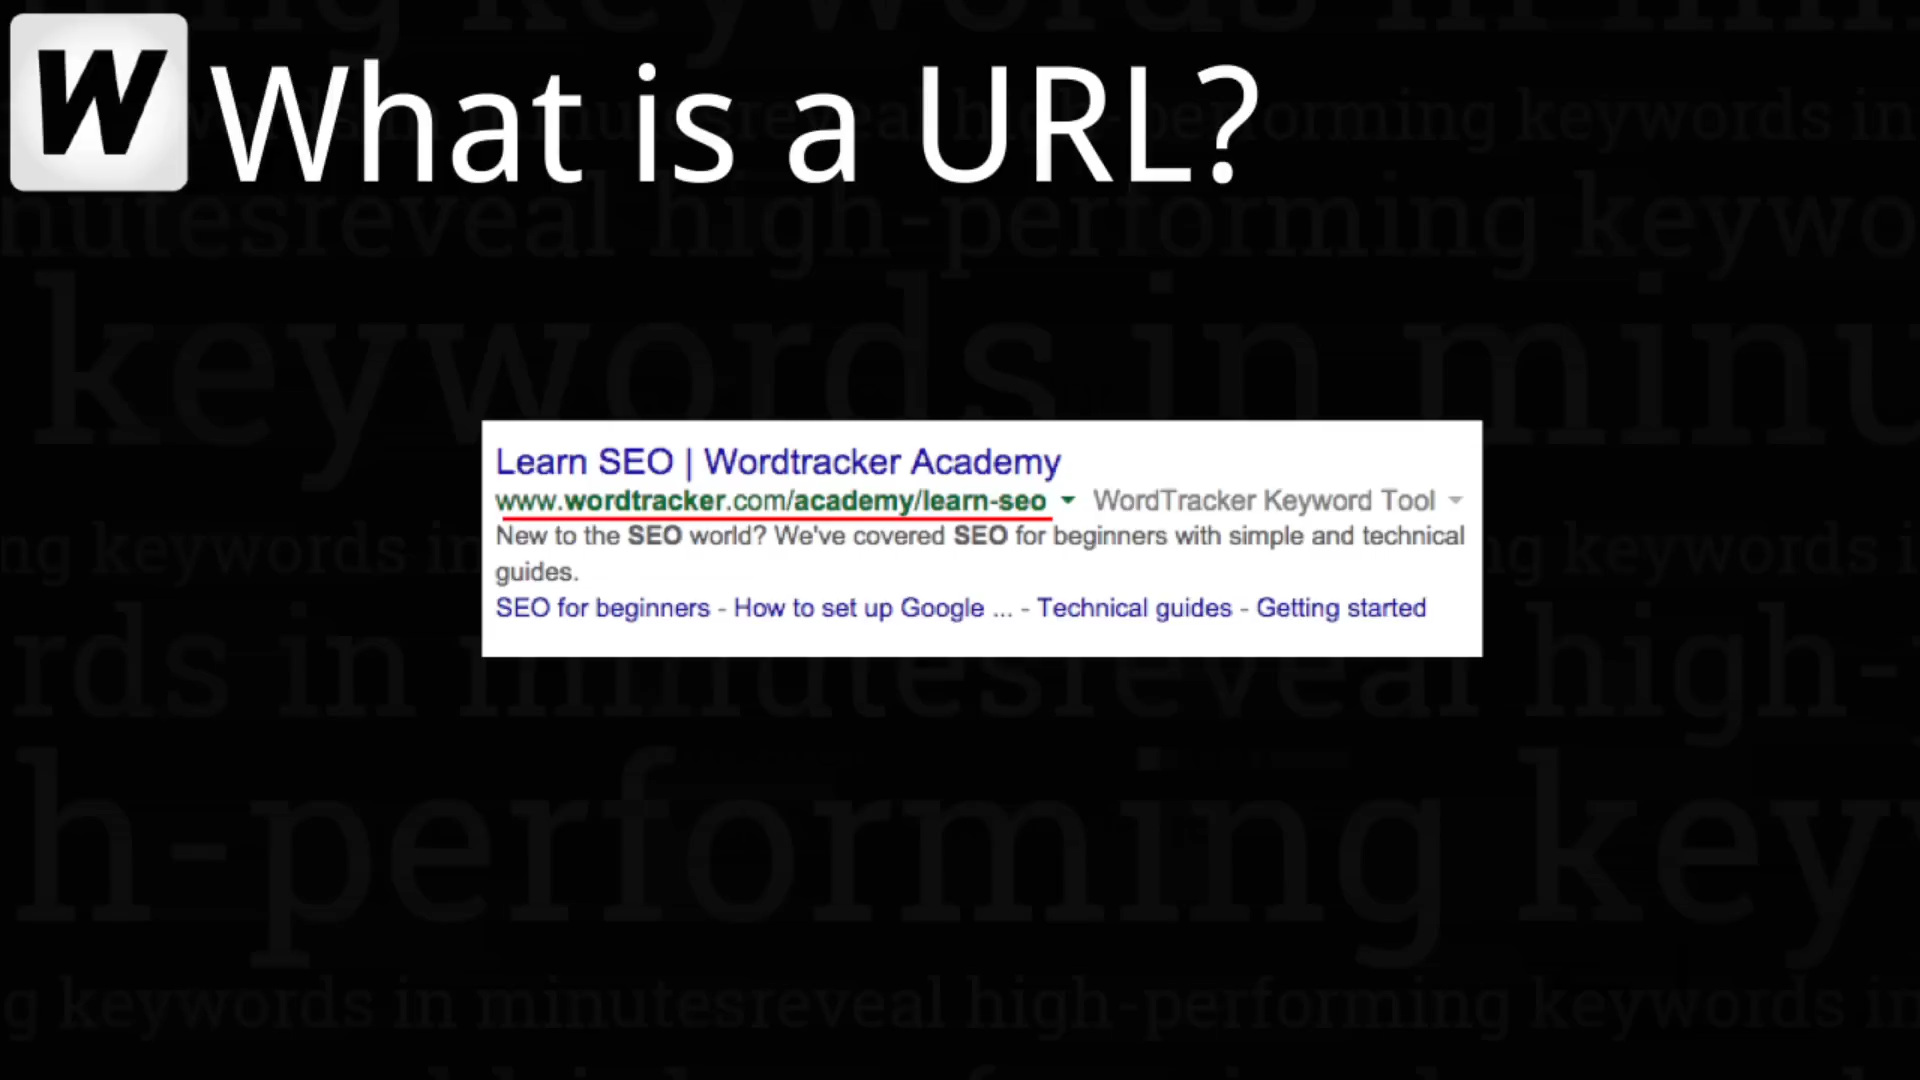 W What is a URL?
Learn SEO | Wordtracker Academy
www.wordtracker.com/academy/learn-seo WordTracker Keyword Tool
New to the SEO world? We've covered SEO for beginners with simple and technical
guides.
SEO for beginners - How to set up Google ... - Technical guides - Getting started